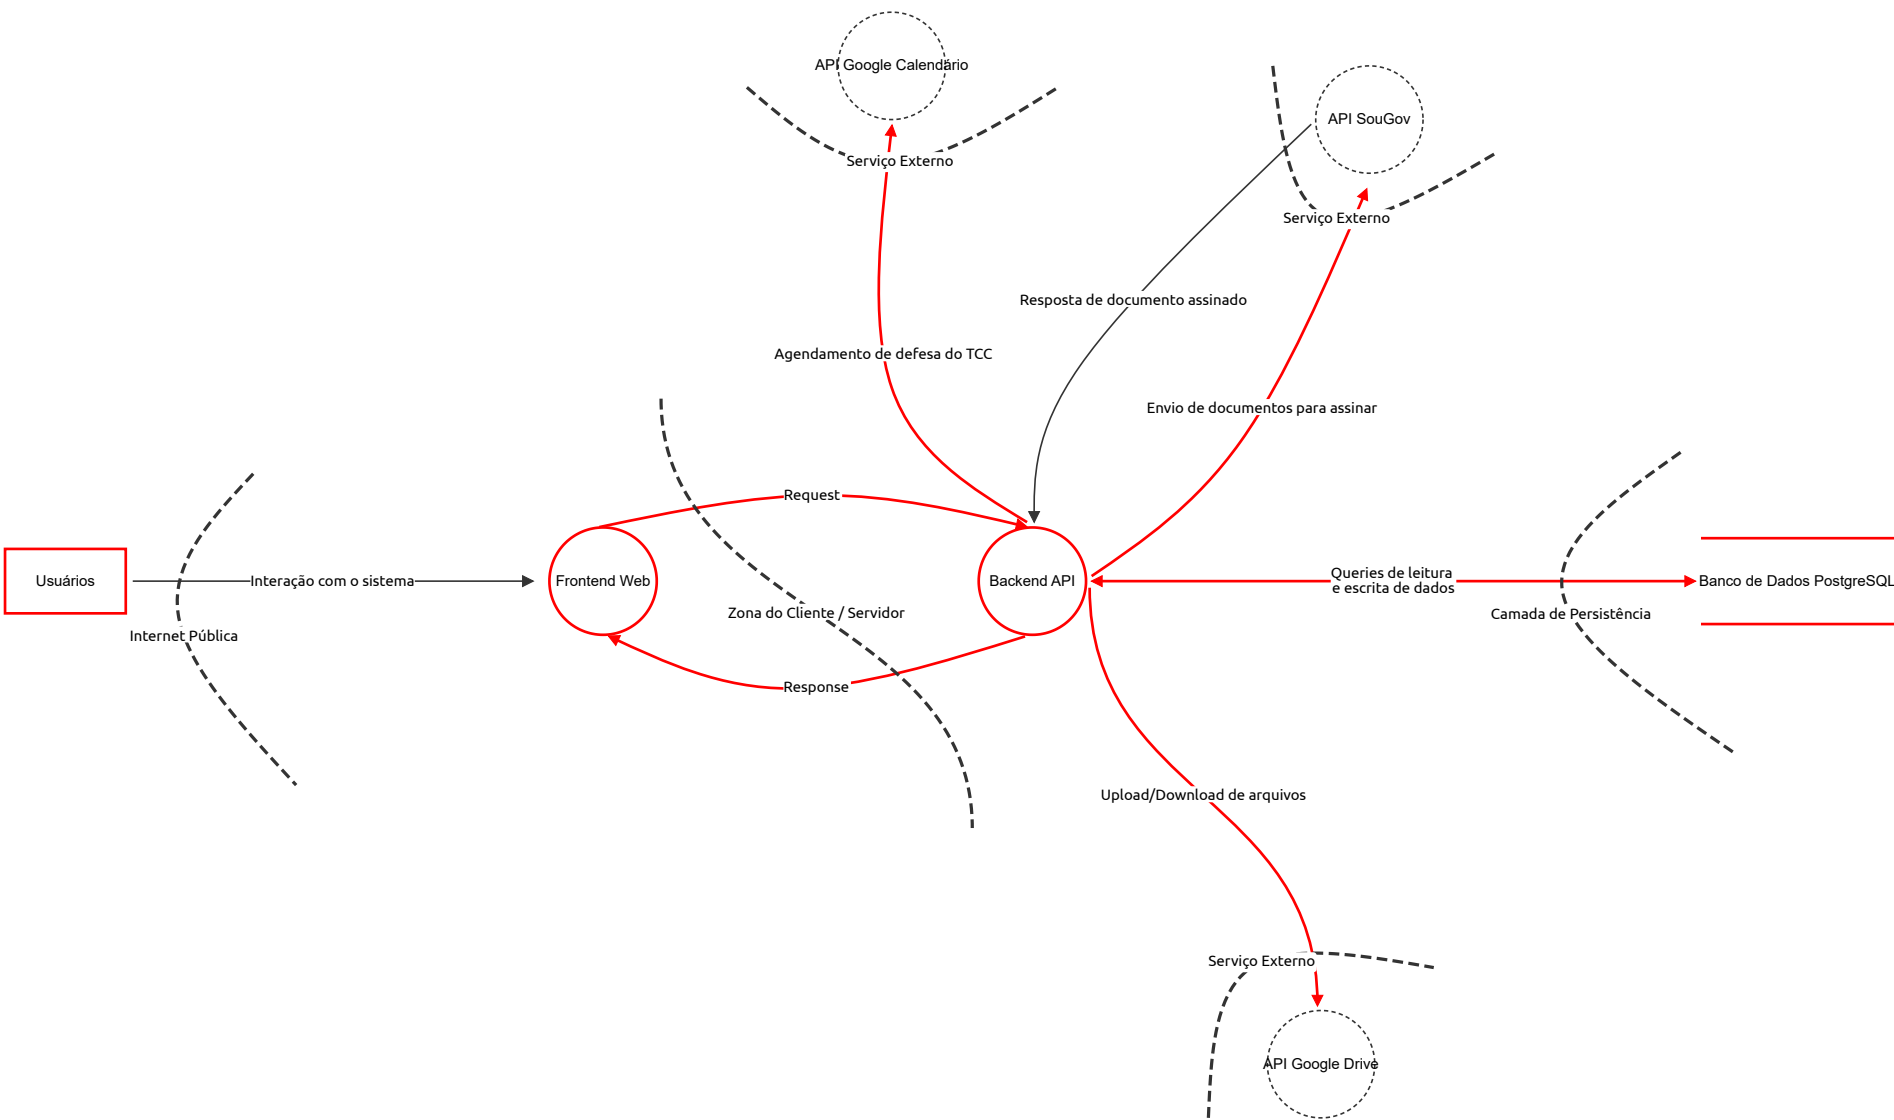 API Google Calendário
API SouGov
Serviço Externo
Serviço Externo
Resposta de documento assinado
Agendamento de defesa do TCC
Envio de documentos para assinar
Request
Usuários
Interação com o sistema
Frontend Web
Backend API
Queries de leitura
e escrita de dados
Banco de Dados PostgreSQL
Zona do Cliente / Servidor
Camada de Persistência
Internet Pública
Response
Upload/Download de arquivos
Serviço Externo
API Google Drive